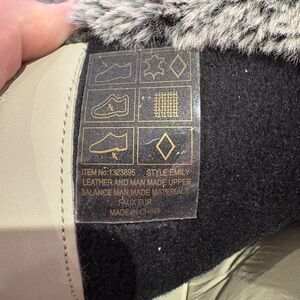 ITEM No:1323895 STYLE EMILY
LEATHER AND MAN MADE UPPER
BALANCE MAN MADE MATERIALS
FAUX FUR
MADE IN CHINA